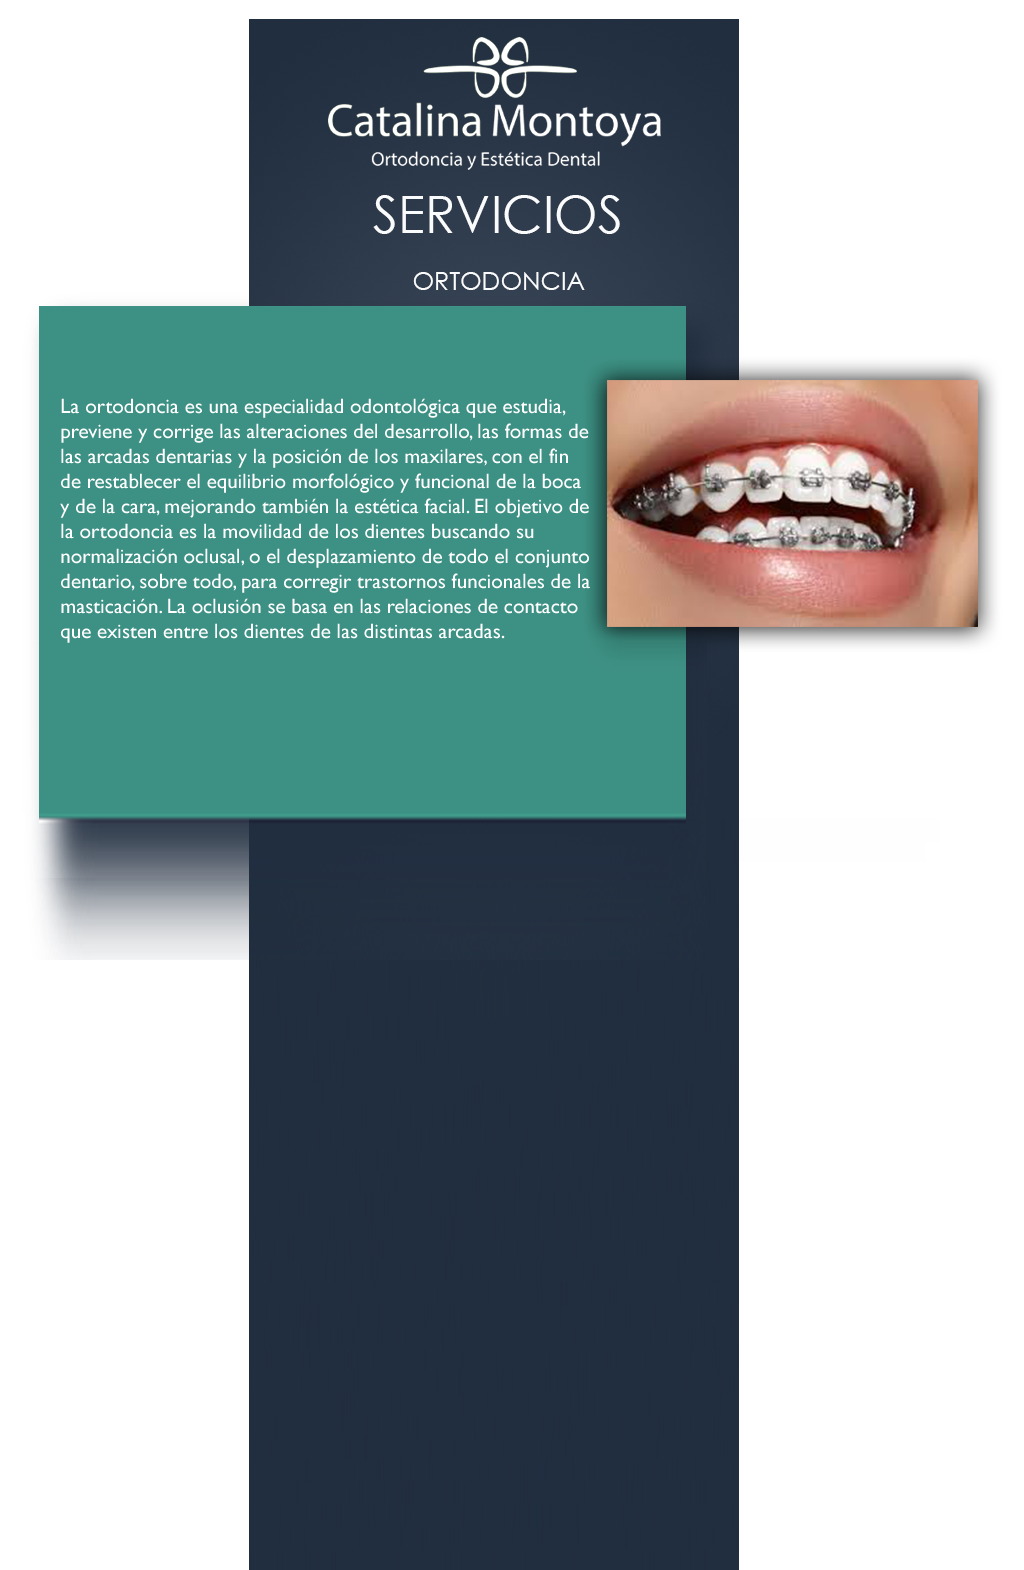 Catalina Montoya
Ortodoncia y Estética Dental
SERVICIOS
ORTODONCIA
La ortodoncia es una especialidad odontológica que estudia,
previene y corrige las alteraciones del desarrollo, las formas de
las arcadas dentarias y la posición de los maxilares, con el fin
de restablecer el equilibrio morfológico y funcional de la boca
y de la cara, mejorando también la estética facial. El objetivo de
la ortodoncia es la movilidad de los dientes buscando su
normalización oclusal, o el desplazamiento de todo el conjunto
dentario, sobre todo, para corregir trastornos funcionales de la
masticación. La oclusión se basa en las relaciones de contacto
que existen entre los dientes de las distintas arcadas.